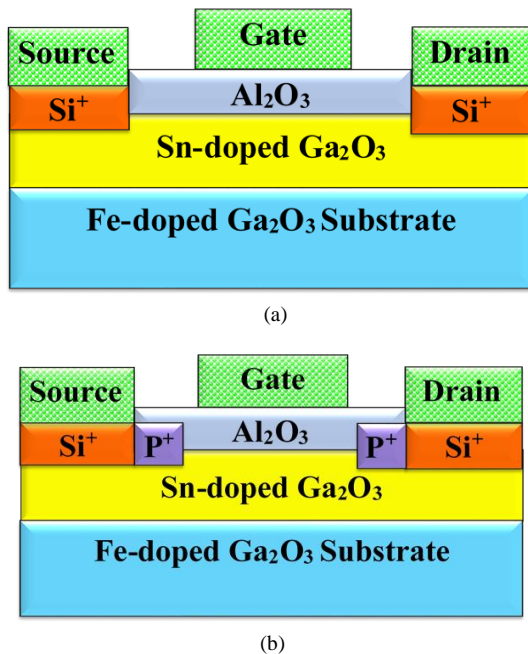 Gate
Source
Drain
Si⁺
Al₂O₃
Si⁺
Sn-doped Ga₂O₃
Fe-doped Ga₂O₃ Substrate
(a)
Gate
Source
Drain
Si⁺
P⁺
Al₂O₃
P⁺
Si⁺
Sn-doped Ga₂O₃
Fe-doped Ga₂O₃ Substrate
(b)